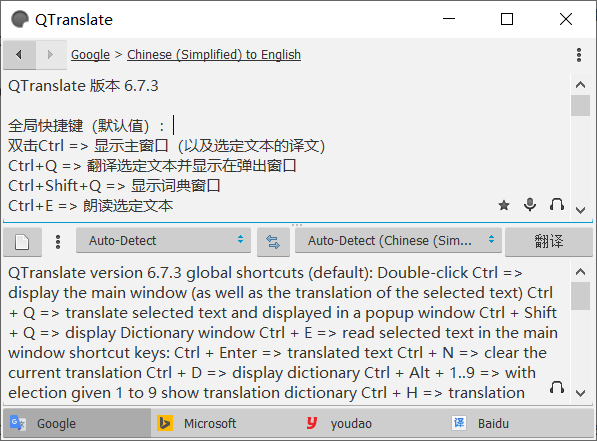 QTranslate
Google > Chinese (Simplified) to English
QTranslate 版本 6.7.3
全局快捷键（默认值）：
双击Ctrl => 显示主窗口（以及选定文本的译文）
Ctrl+Q => 翻译选定文本并显示在弹出窗口
Ctrl+Shift+Q => 显示词典窗口
Ctrl+E => 朗读选定文本
Auto-Detect
Auto-Detect (Chinese (Sim...
翻译
QTranslate version 6.7.3 global shortcuts (default): Double-click Ctrl =>
display the main window (as well as the translation of the selected text) Ctrl
+ Q => translate selected text and displayed in a popup window Ctrl + Shift
+ Q => display Dictionary window Ctrl + E => read selected text in the main
window shortcut keys: Ctrl + Enter => translated text Ctrl + N => clear the
current translation Ctrl + D => display dictionary Ctrl + Alt + 1..9 => with
election given 1 to 9 show translation dictionary Ctrl + H => translation
Google
Microsoft
youdao
译 Baidu